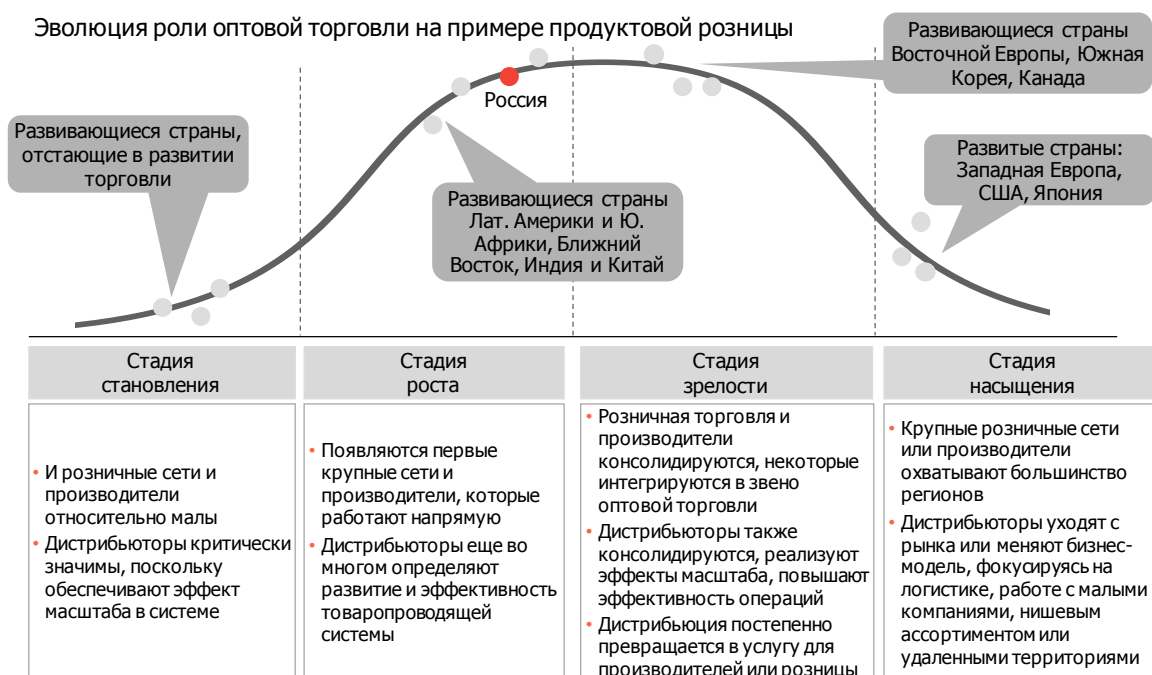 Эволюция роли оптовой торговли на примере продуктовой розницы
Развивающиеся страны
Восточной Европы, Южная
Корея, Канада
Россия
Развивающиеся страны,
отстающие в развитии
торговли
Развитые страны:
Западная Европа,
США, Япония
Развивающиеся страны
Лат. Америки и Ю.
Африки, Ближний
Восток, Индия и Китай
Стадия
становления
• И розничные сети и
производители
относительно малы
• Дистрибьюторы критически
значимы, поскольку
обеспечивают эффект
масштаба в системе
Стадия
роста
• Появляются первые
крупные сети и
производители, которые
работают напрямую
• Дистрибьюторы еще во
многом определяют
развитие и эффективность
товаропроводящей
системы
Стадия
зрелости
• Розничная торговля и
производители
консолидируются, некоторые
интегрируются в звено
оптовой торговли
• Дистрибьюторы также
консолидируются, реализуют
эффекты масштаба, повышают
эффективность операций
• Дистрибьюция постепенно
превращается в услугу для
производителей или розницы
Стадия
насыщения
• Крупные розничные сети
или производители
охватывают большинство
регионов
• Дистрибьюторы уходят с
рынка или меняют бизнес-
модель, фокусируясь на
логистике, работе с малыми
компаниями, нишевым
ассортиментом или
удаленными территориями